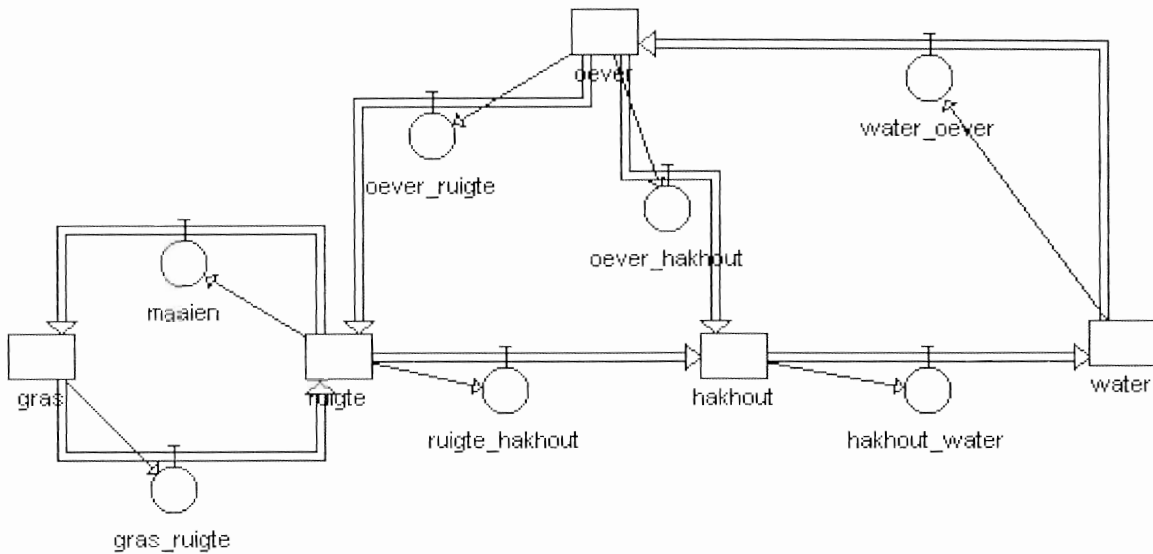 oever
water_oever
oever_ruigte
oever_hakhout
maaien
gras
ruigte
hakhout
water
ruigte_hakhout
hakhout_water
gras_ruigte